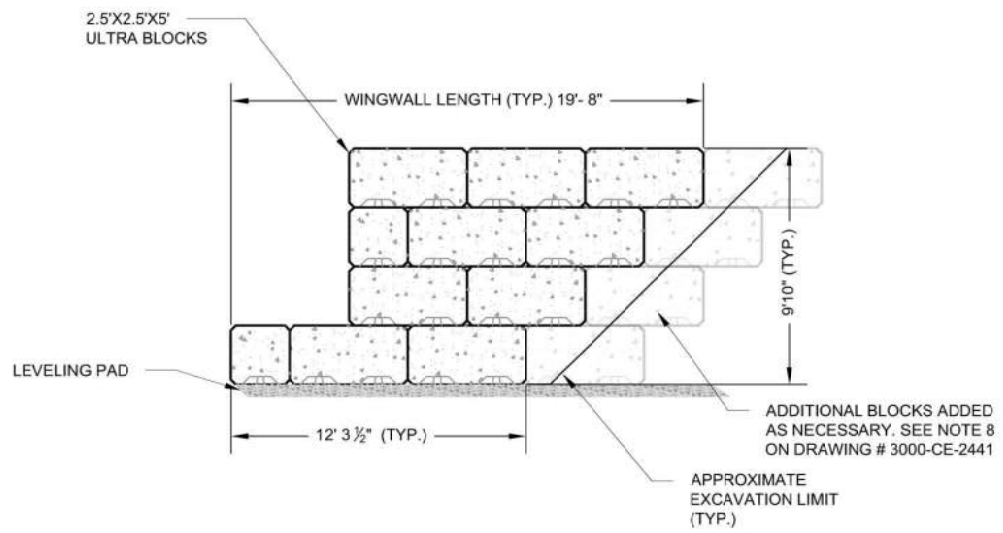 2.5'X2.5'X5'
ULTRA BLOCKS
WINGWALL LENGTH (TYP.) 19'- 8"
9'10" (TYP.)
LEVELING PAD
12' 3 ½" (TYP.)
ADDITIONAL BLOCKS ADDED
AS NECESSARY. SEE NOTE 8
ON DRAWING # 3000-CE-2441
APPROXIMATE
EXCAVATION LIMIT
(TYP.)